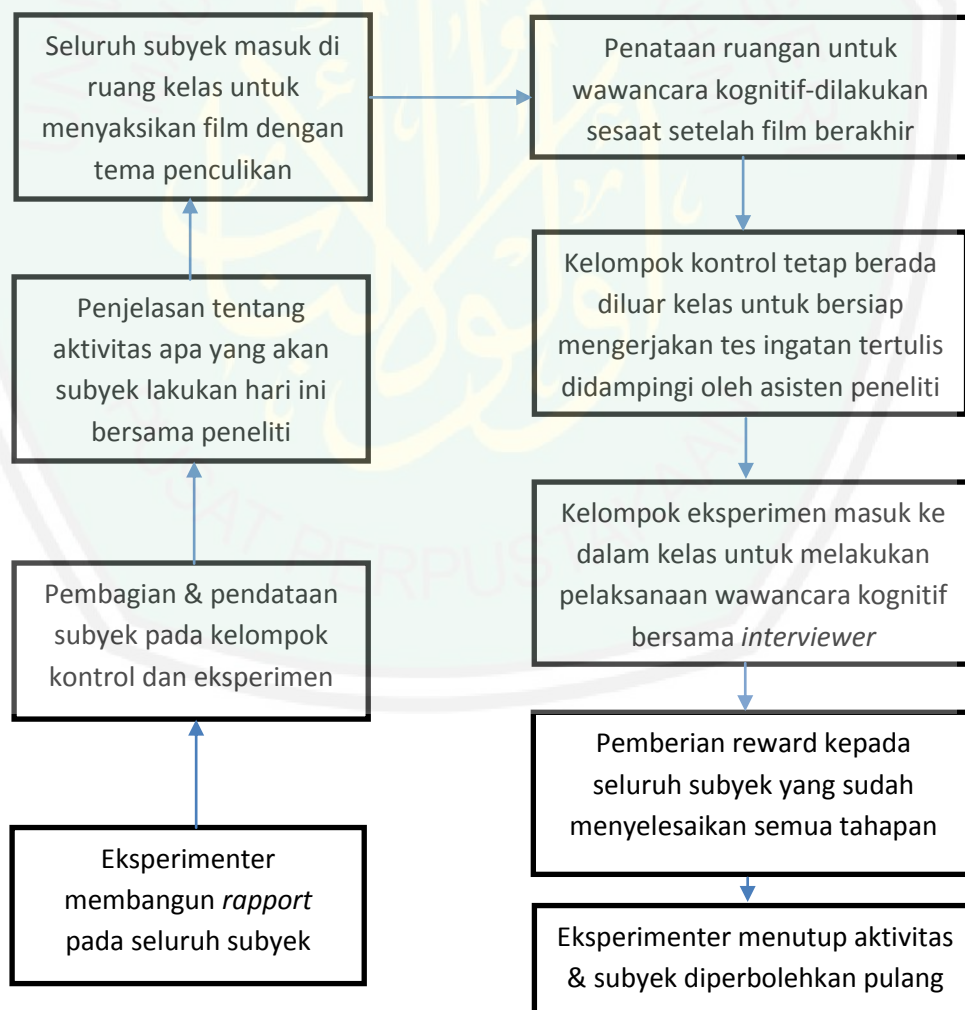 Seluruh subyek masuk di
ruang kelas untuk
menyaksikan film dengan
tema penculikan
Penjelasan tentang
aktivitas apa yang akan
subyek lakukan hari ini
bersama peneliti
Pembagian & pendataan
subyek pada kelompok
kontrol dan eksperimen
Eksperimenter
membangun rapport
pada seluruh subyek
Penataan ruangan untuk
wawancara kognitif-dilakukan
sesaat setelah film berakhir
Kelompok kontrol tetap berada
diluar kelas untuk bersiap
mengerjakan tes ingatan tertulis
didampingi oleh asisten peneliti
Kelompok eksperimen masuk ke
dalam kelas untuk melakukan
pelaksanaan wawancara kognitif
bersama interviewer
Pemberian reward kepada
seluruh subyek yang sudah
menyelesaikan semua tahapan
Eksperimenter menutup aktivitas
& subyek diperbolehkan pulang